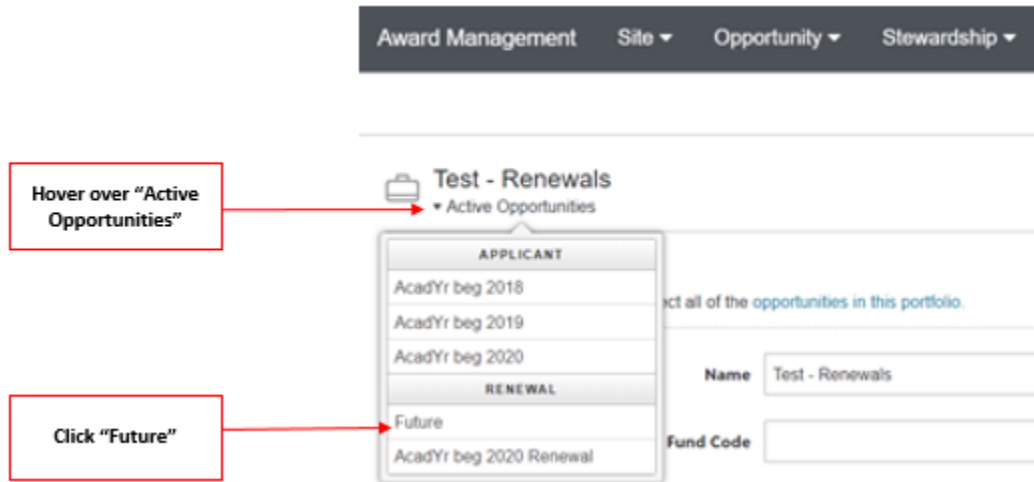 Award Management Site Opportunity Stewardship
Test - Renewals
Hover over “Active
Opportunities”
Active Opportunities
APPLICANT
AcadYr beg 2018
ect all of the opportunities in this portfolio.
AcadYr beg 2019
AcadYr beg 2020
Name Test - Renewals
RENEWAL
Click “Future”
Future
Fund Code
AcadYr beg 2020 Renewal